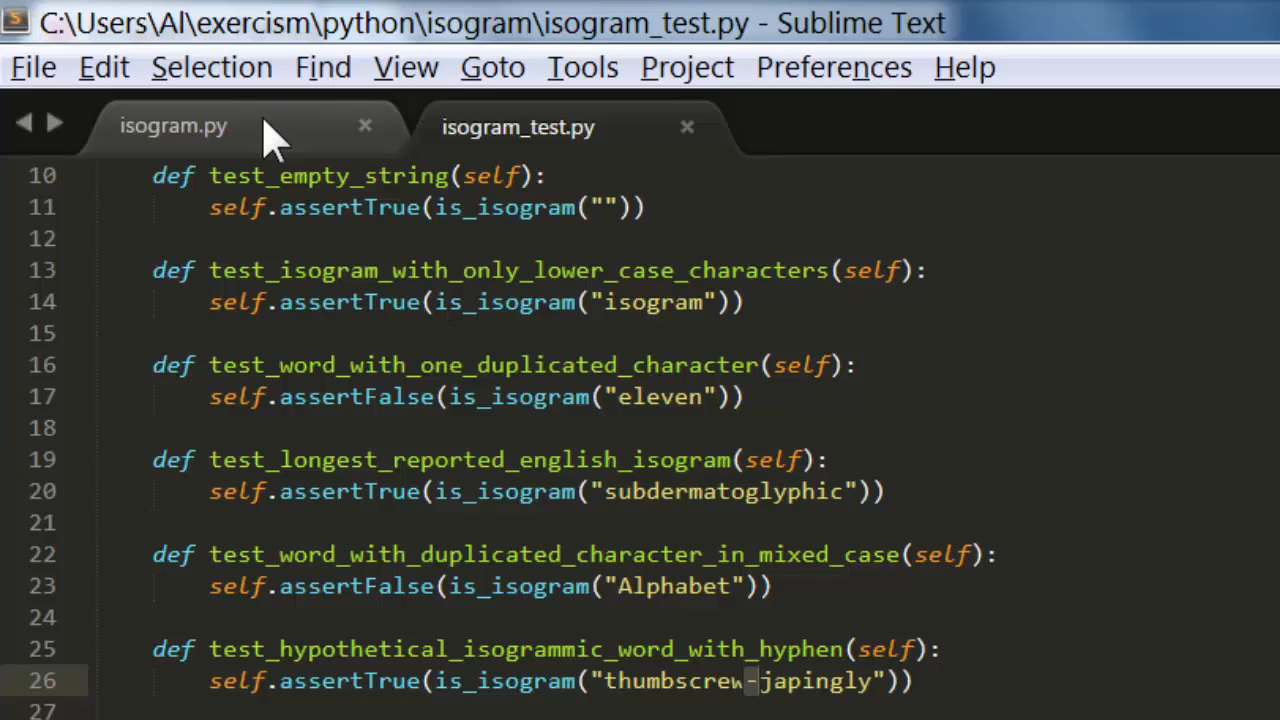 C:\Users\Al\exercism\python\isogram\isogram_test.py - Sublime Text
File Edit Selection Find View Goto Tools Project Preferences Help
isogram.py × isogram_test.py ×
10 def test_empty_string(self):
11 self.assertTrue(is_isogram(""))
12
13 def test_isogram_with_only_lower_case_characters(self):
14 self.assertTrue(is_isogram("isogram"))
15
16 def test_word_with_one_duplicated_character(self):
17 self.assertFalse(is_isogram("eleven"))
18
19 def test_longest_reported_english_isogram(self):
20 self.assertTrue(is_isogram("subdermatoglyphic"))
21
22 def test_word_with_duplicated_character_in_mixed_case(self):
23 self.assertFalse(is_isogram("Alphabet"))
24
25 def test_hypothetical_isogrammic_word_with_hyphen(self):
26 self.assertTrue(is_isogram("thumbscrew-japingly"))
27